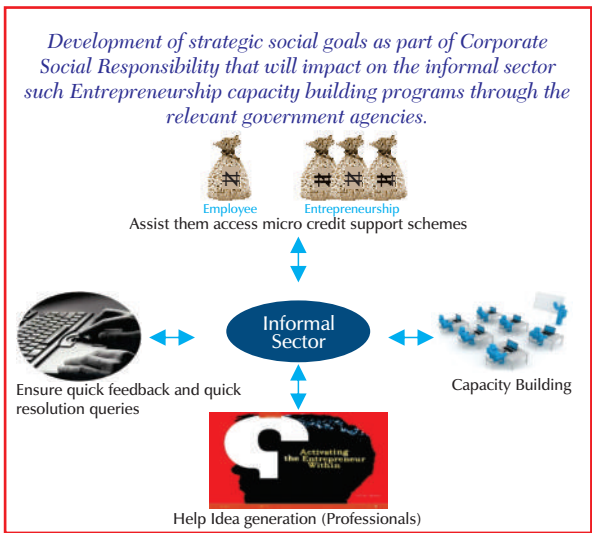 Development of strategic social goals as part of Corporate
Social Responsibility that will impact on the informal sector
such Entrepreneurship capacity building programs through the
relevant government agencies.
₦ ₦ ₦ ₦
Employee Entrepreneurship
Assist them access micro credit support schemes
Informal
Sector
Ensure quick feedback and quick
resolution queries
Capacity Building
Activating
the Entrepreneur
Within
Help Idea generation (Professionals)